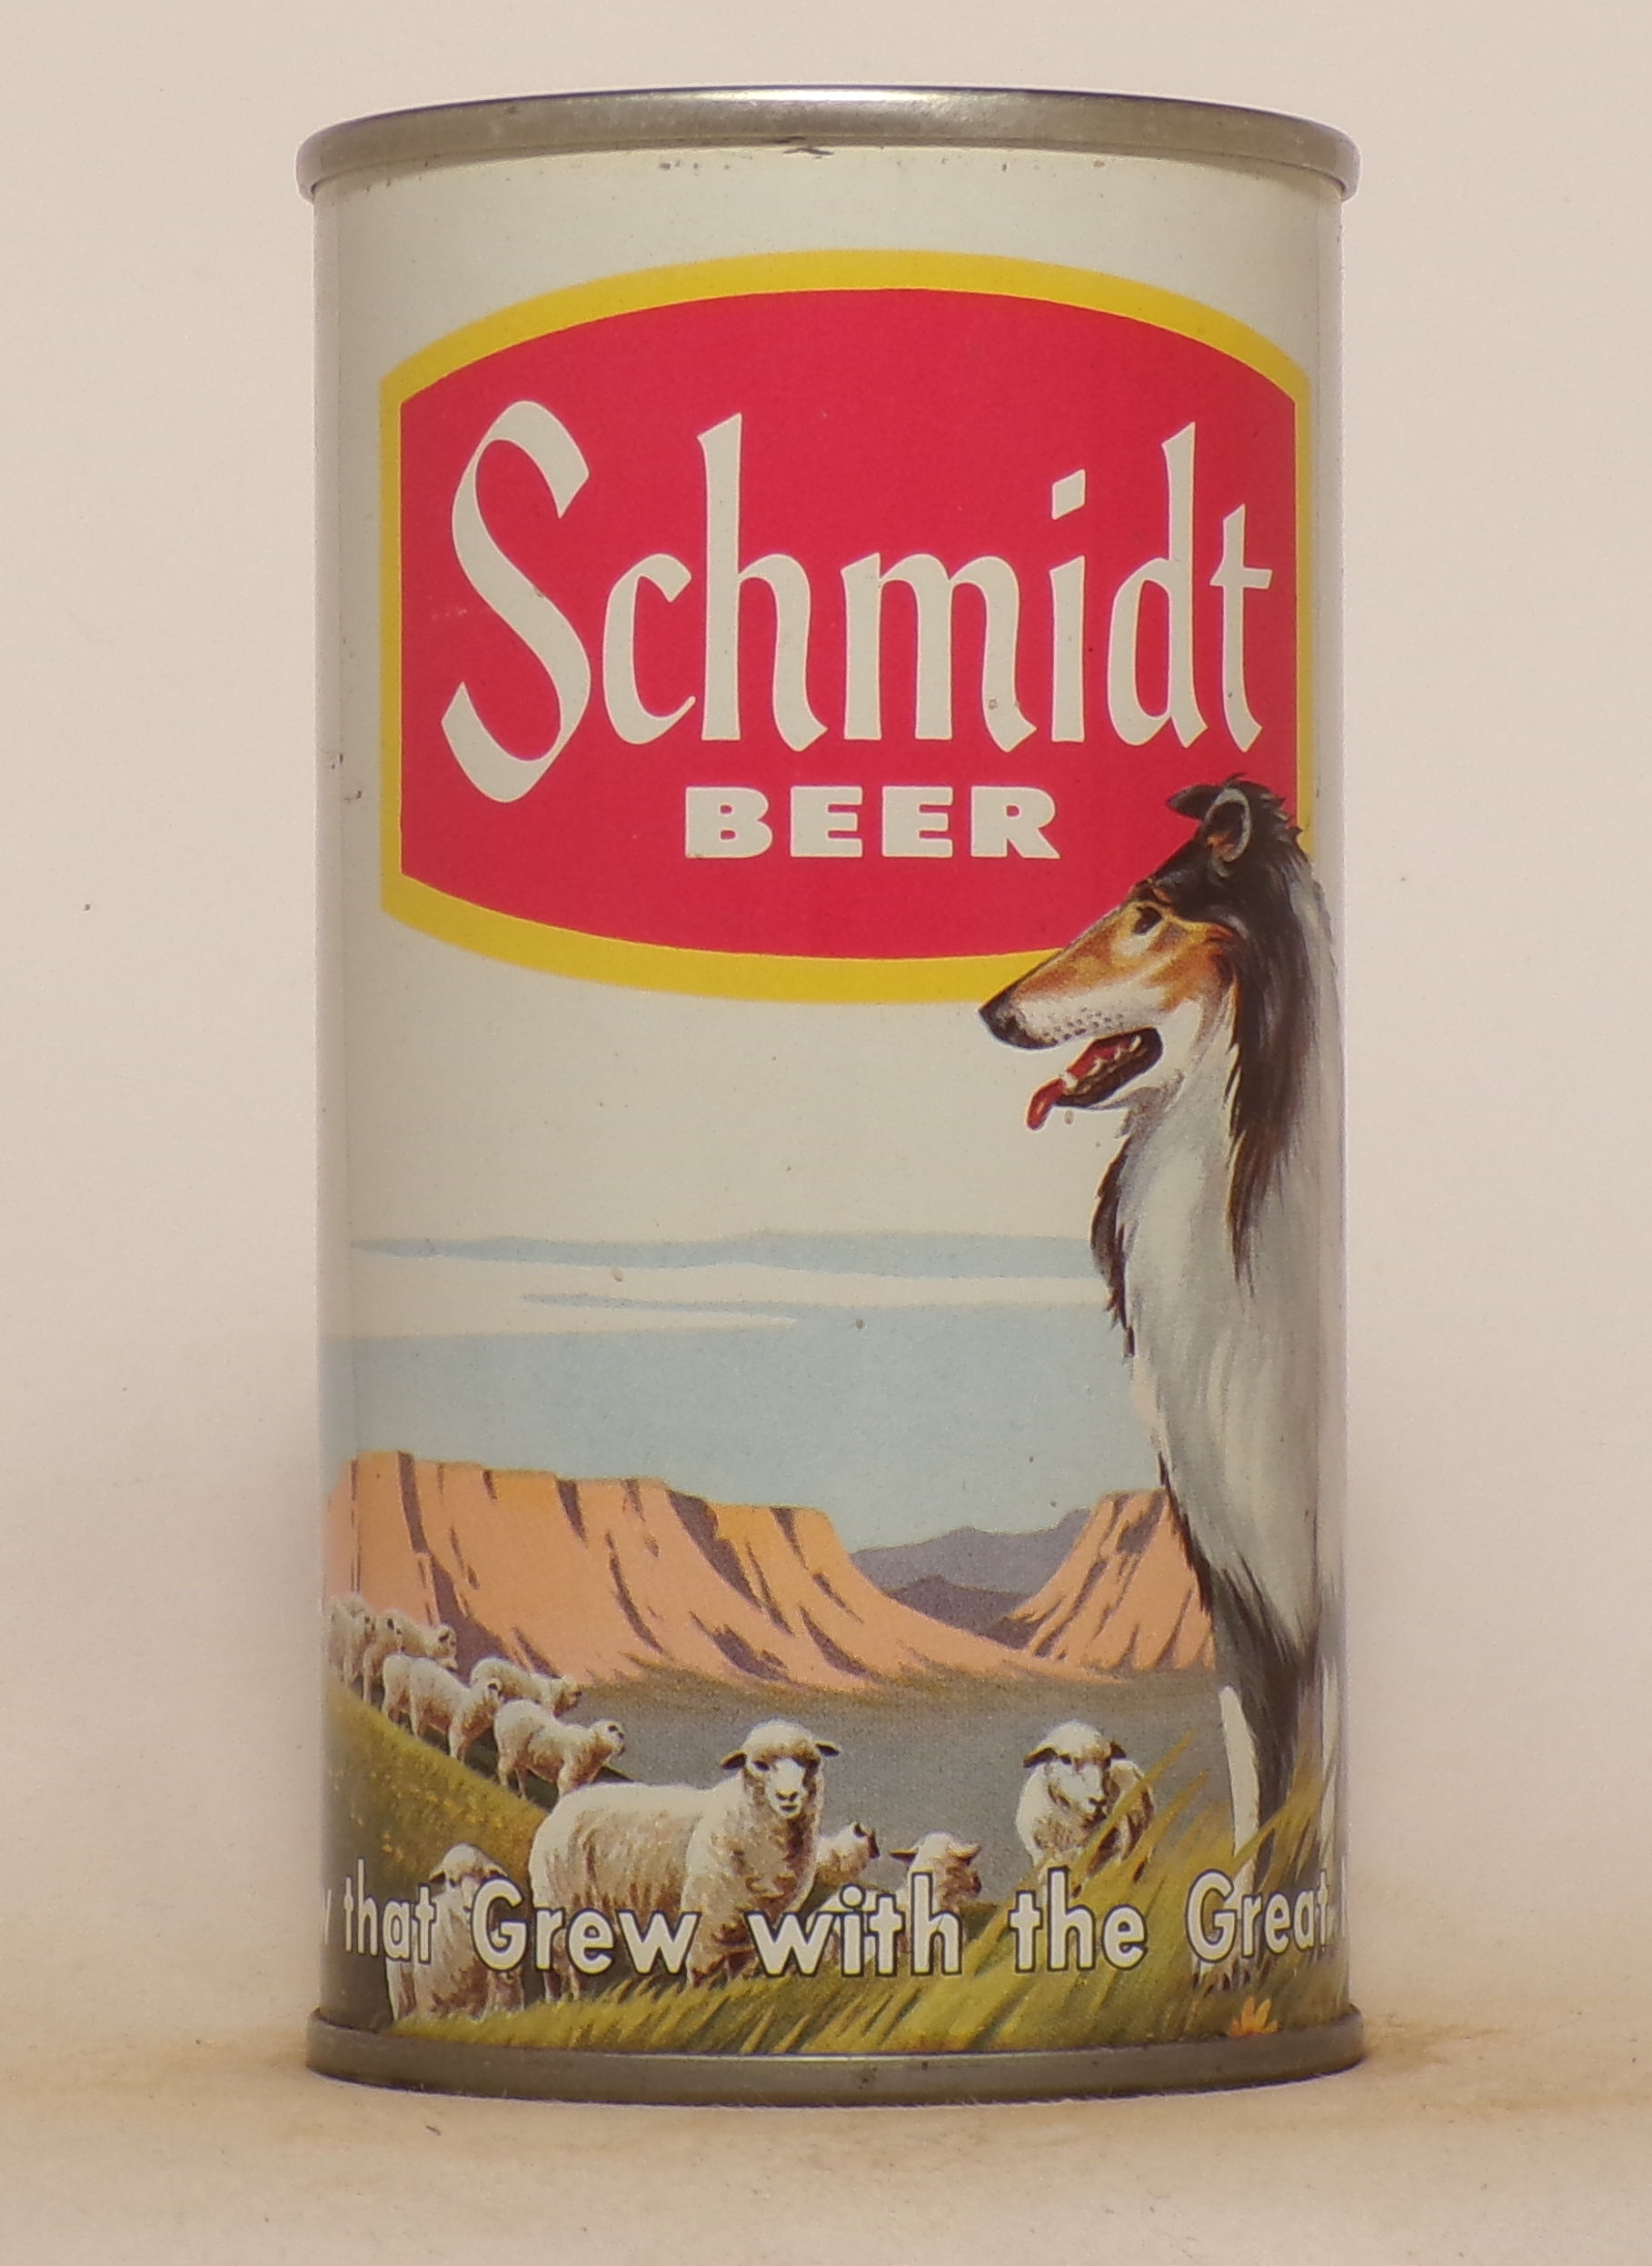 Schmidt
BEER
that Grew with the Great